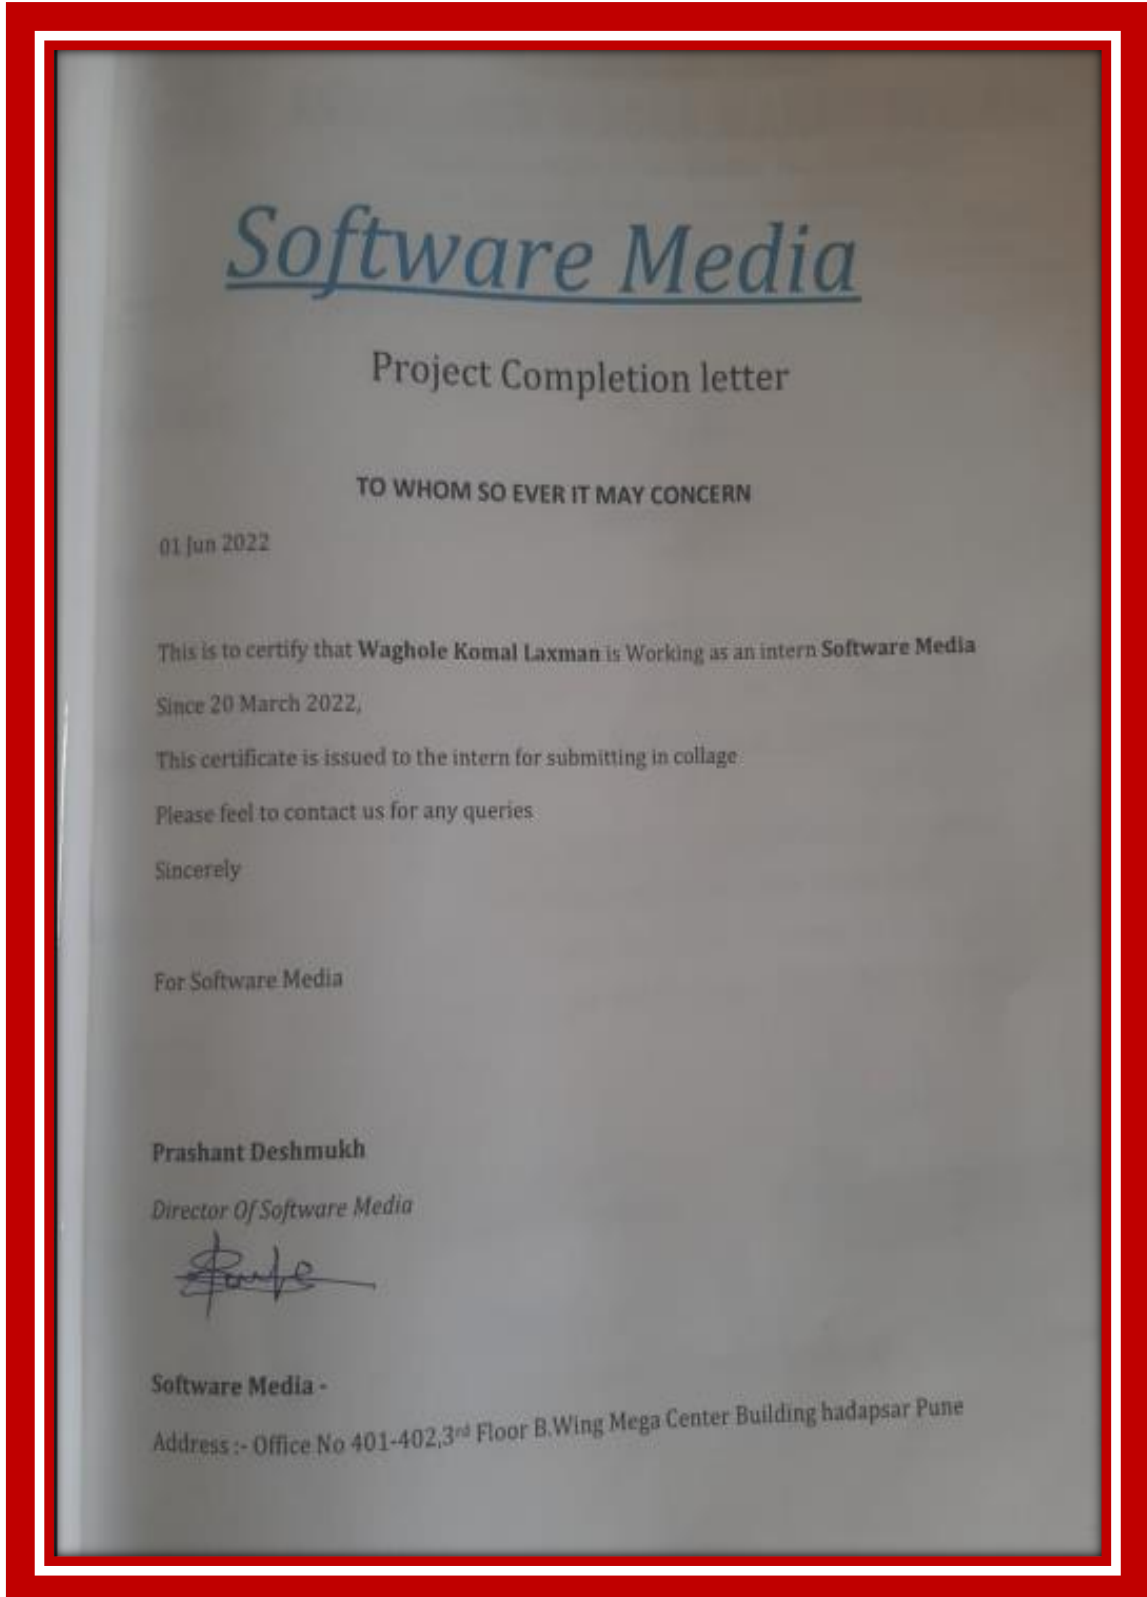 Software Media
Project Completion letter
TO WHOM SO EVER IT MAY CONCERN
01 Jun 2022
This is to certify that Waghole Komal Laxman is Working as an intern Software Media
Since 20 March 2022,
This certificate is issued to the intern for submitting in collage
Please feel to contact us for any queries
Sincerely
For Software Media
Prashant Deshmukh
Director Of Software Media
Software Media -
Address :- Office No 401-402,3rd Floor B.Wing Mega Center Building hadapsar Pune